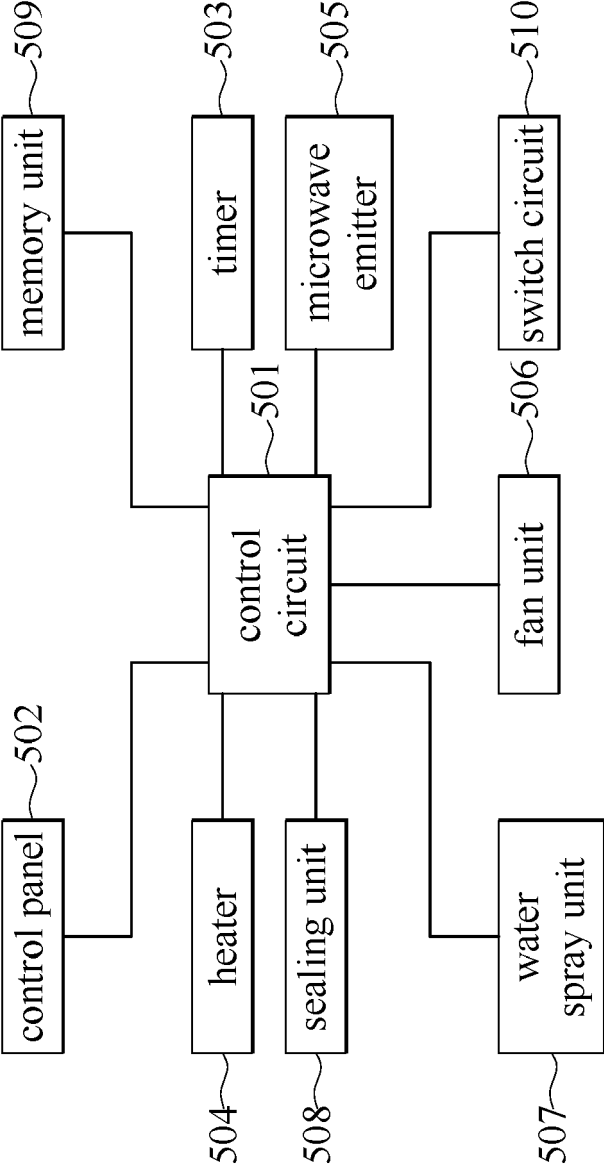 control panel
502
memory unit
509
504
heater
timer
503
control
circuit
501
508
sealing unit
microwave
emitter
505
507
water
spray unit
fan unit
506
switch circuit
510